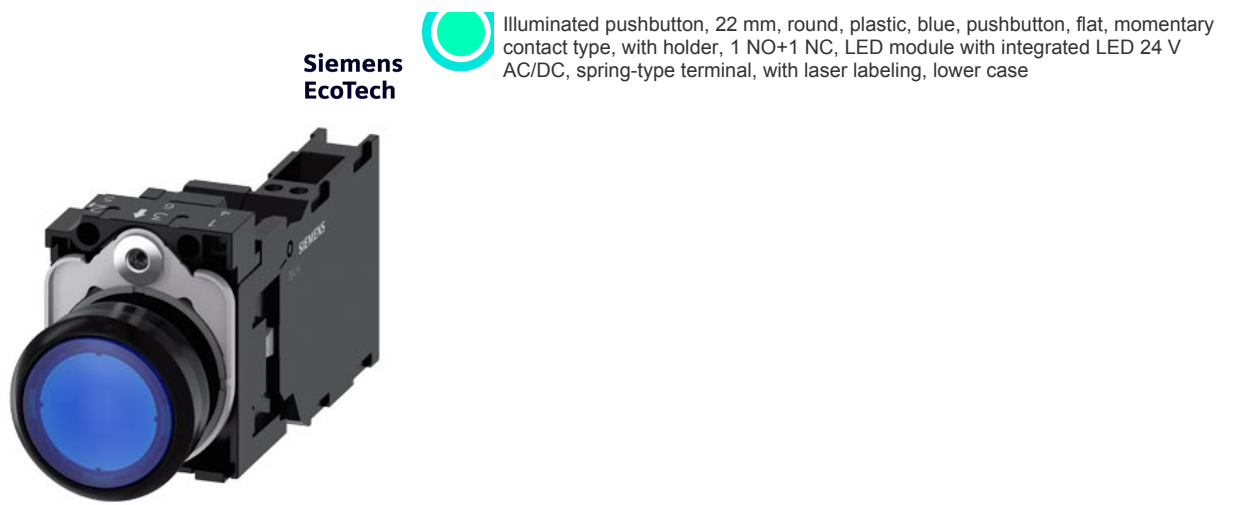 Illuminated pushbutton, 22 mm, round, plastic, blue, pushbutton, flat, momentary
contact type, with holder, 1 NO+1 NC, LED module with integrated LED 24 V
AC/DC, spring-type terminal, with laser labeling, lower case
Siemens
EcoTech
SIEMENS